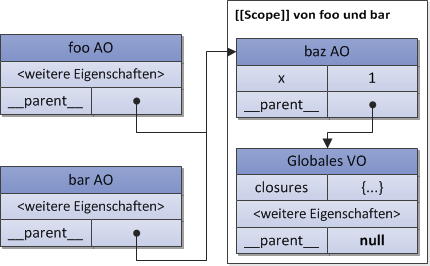 [[Scope]] von foo und bar
foo AO
<weitere Eigenschaften>
__parent__
bar AO
<weitere Eigenschaften>
__parent__
baz AO
x 1
__parent__
Globales VO
closures {...}
<weitere Eigenschaften>
__parent__ null